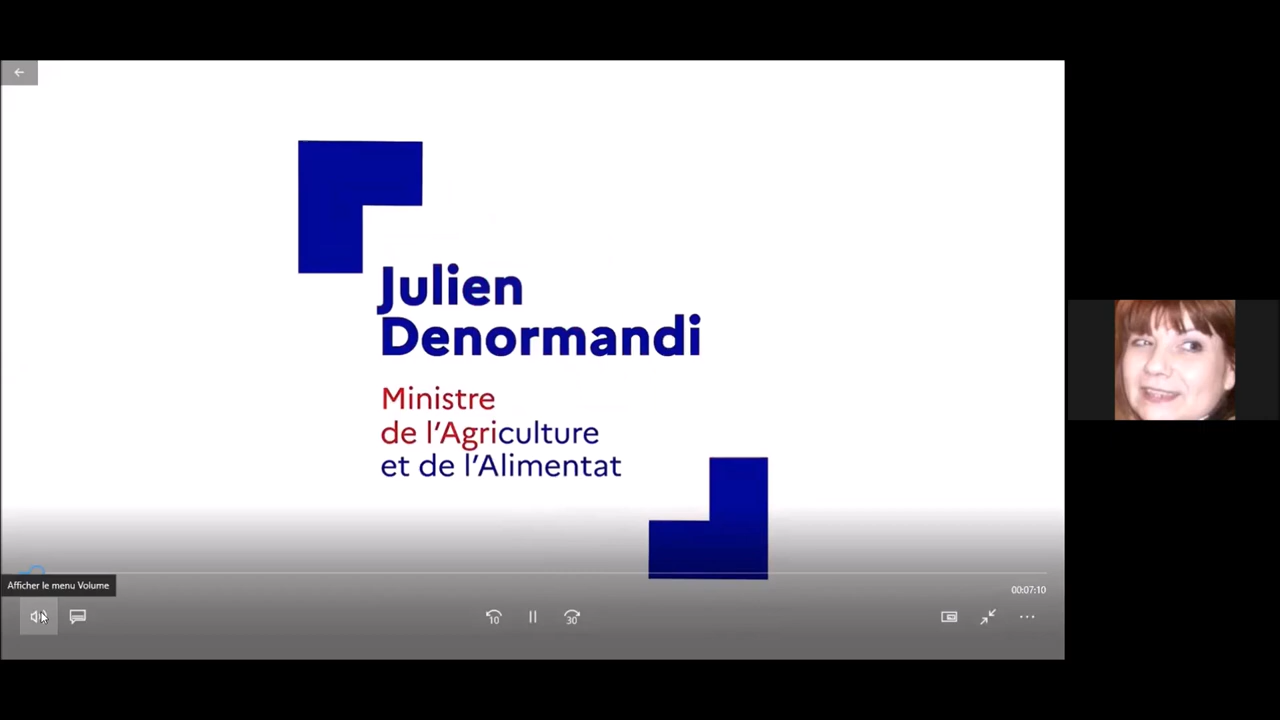 Julien
Denormandi
Ministre
de l'Agriculture
et de l'Alimentat
Afficher le menu Volume
00:07:10
10
30